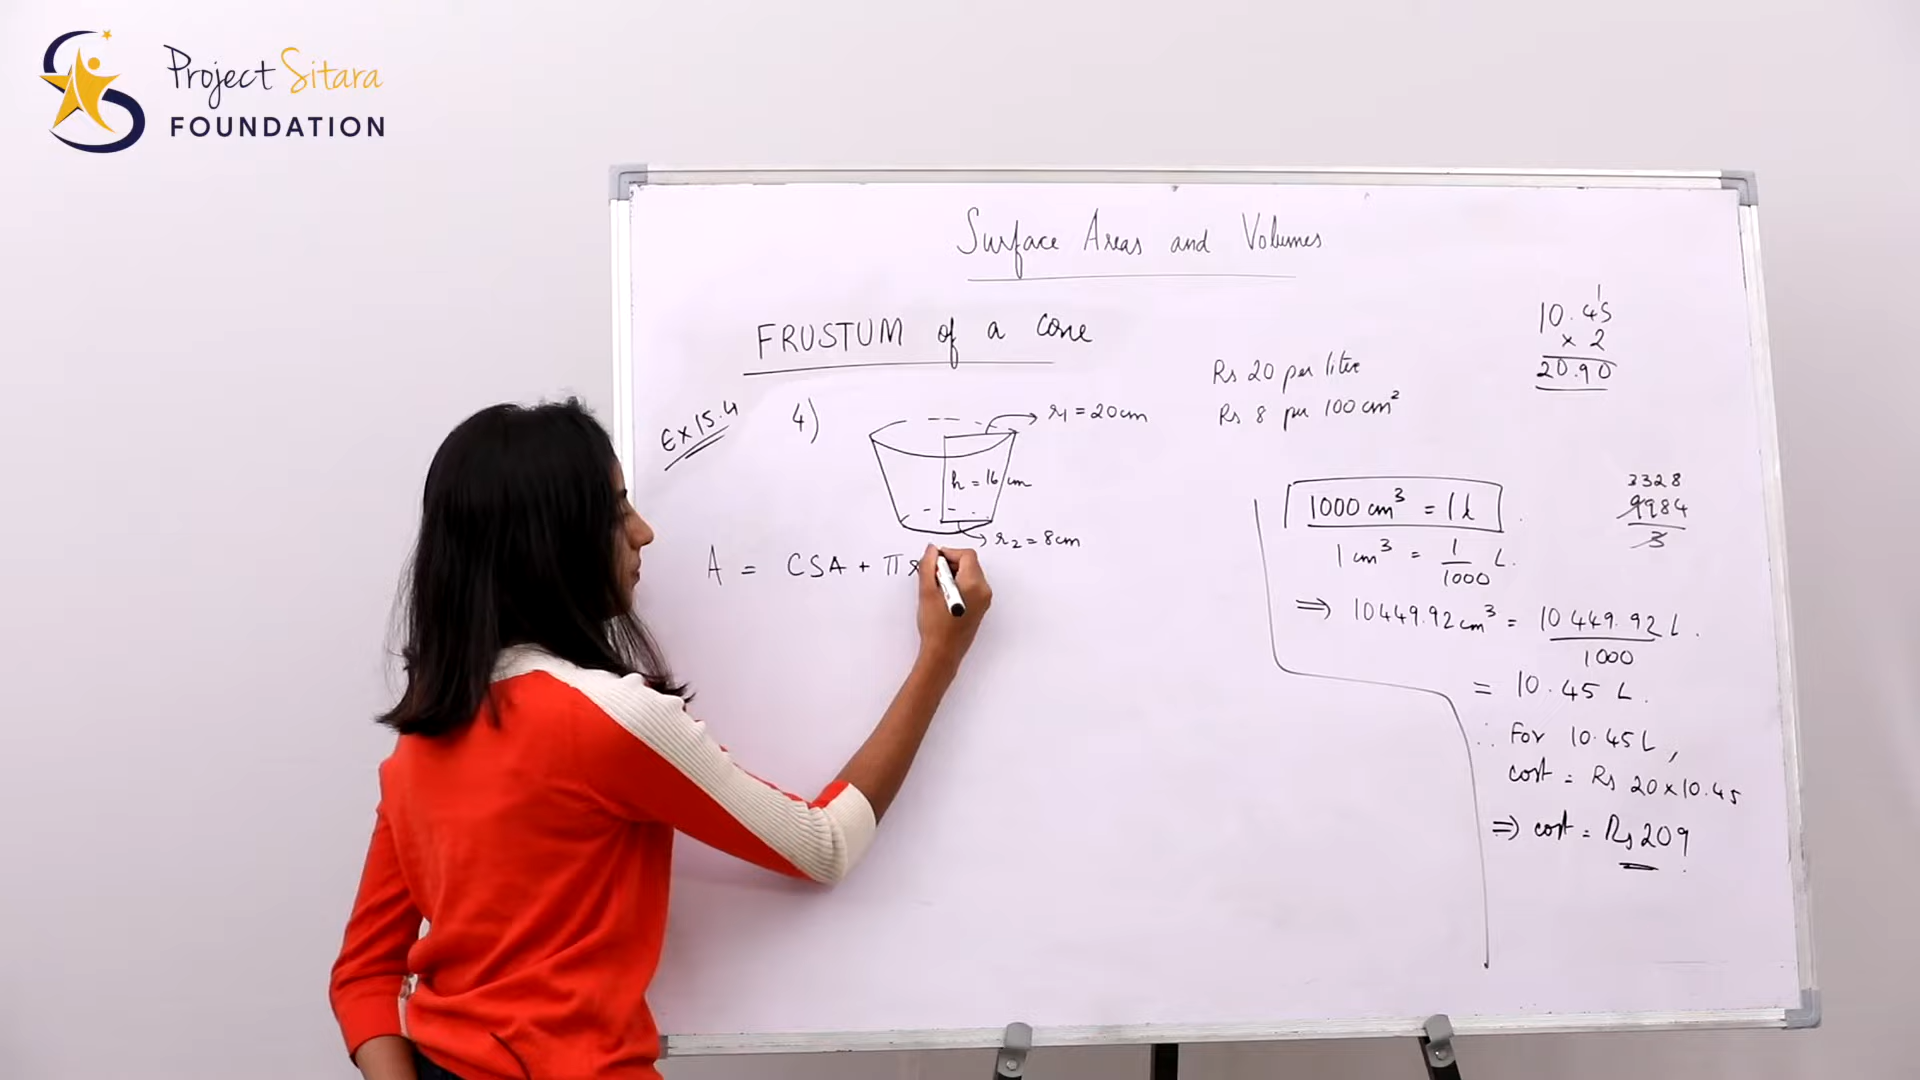 Project Sitara
FOUNDATION
Surface Areas and Volumes
FRUSTUM of a cone
Ex 15.4
4)
r₁ = 20cm
h = 16 cm
r₂ = 8cm
A = CSA + π
Rs 20 per liter
Rs 8 per 100 cm²
1
10.45
x 2
20.90
1000 cm³ = 1 L
1 cm³ = 1/1000 L.
⇒ 10449.92 cm³ = 10449.92/1000 L.
= 10.45 L.
∴ For 10.45 L,
cost = Rs 20 x 10.45
⇒ cost = Rs 209
3328
9984
3